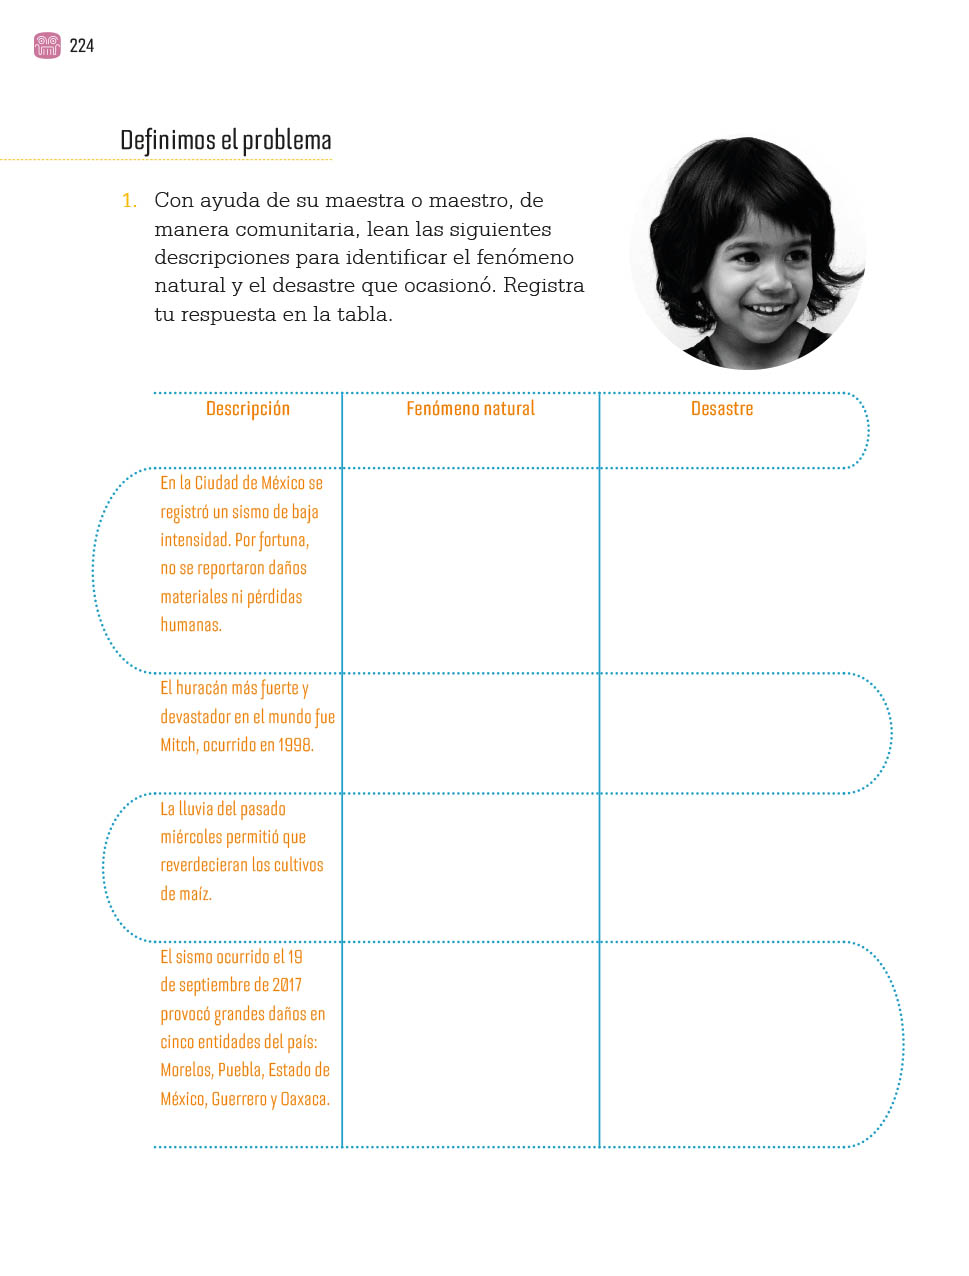 224
Definimos el problema
1. Con ayuda de su maestra o maestro, de
manera comunitaria, lean las siguientes
descripciones para identificar el fenómeno
natural y el desastre que ocasionó. Registra
tu respuesta en la tabla.
Descripción Fenómeno natural Desastre
En la Ciudad de México se
registró un sismo de baja
intensidad. Por fortuna,
no se reportaron daños
materiales ni pérdidas
humanas.
El huracán más fuerte y
devastador en el mundo fue
Mitch, ocurrido en 1998.
La lluvia del pasado
miércoles permitió que
reverdecieran los cultivos
de maíz.
El sismo ocurrido el 19
de septiembre de 2017
provocó grandes daños en
cinco entidades del país:
Morelos, Puebla, Estado de
México, Guerrero y Oaxaca.